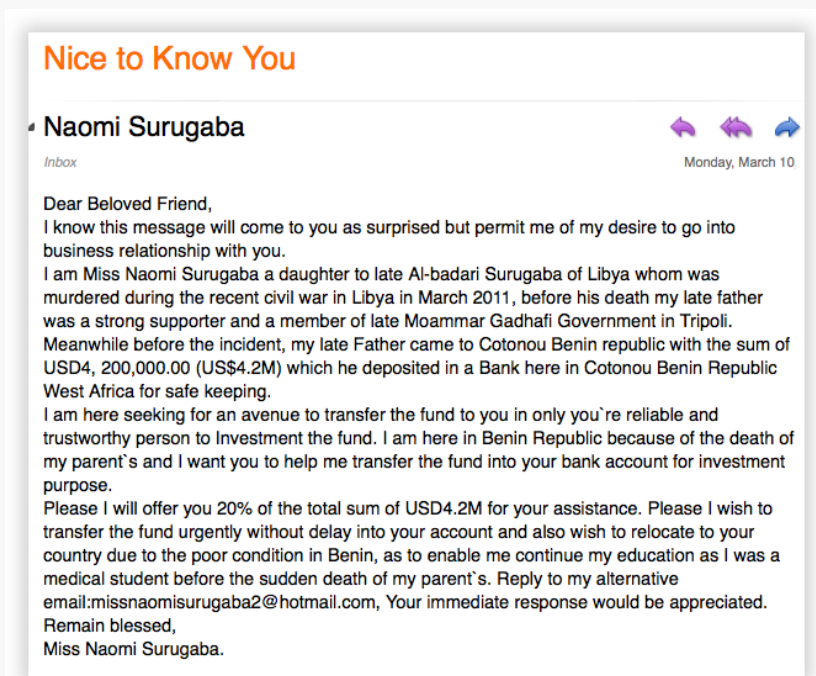 Nice to Know You
Naomi Surugaba
Inbox
Monday, March 10
Dear Beloved Friend,
I know this message will come to you as surprised but permit me of my desire to go into
business relationship with you.
I am Miss Naomi Surugaba a daughter to late Al-badari Surugaba of Libya whom was
murdered during the recent civil war in Libya in March 2011, before his death my late father
was a strong supporter and a member of late Moammar Gadhafi Government in Tripoli.
Meanwhile before the incident, my late Father came to Cotonou Benin republic with the sum of
USD4, 200,000.00 (US$4.2M) which he deposited in a Bank here in Cotonou Benin Republic
West Africa for safe keeping.
I am here seeking for an avenue to transfer the fund to you in only you`re reliable and
trustworthy person to Investment the fund. I am here in Benin Republic because of the death of
my parent`s and I want you to help me transfer the fund into your bank account for investment
purpose.
Please I will offer you 20% of the total sum of USD4.2M for your assistance. Please I wish to
transfer the fund urgently without delay into your account and also wish to relocate to your
country due to the poor condition in Benin, as to enable me continue my education as I was a
medical student before the sudden death of my parent`s. Reply to my alternative
email:missnaomisurugaba2@hotmail.com, Your immediate response would be appreciated.
Remain blessed,
Miss Naomi Surugaba.